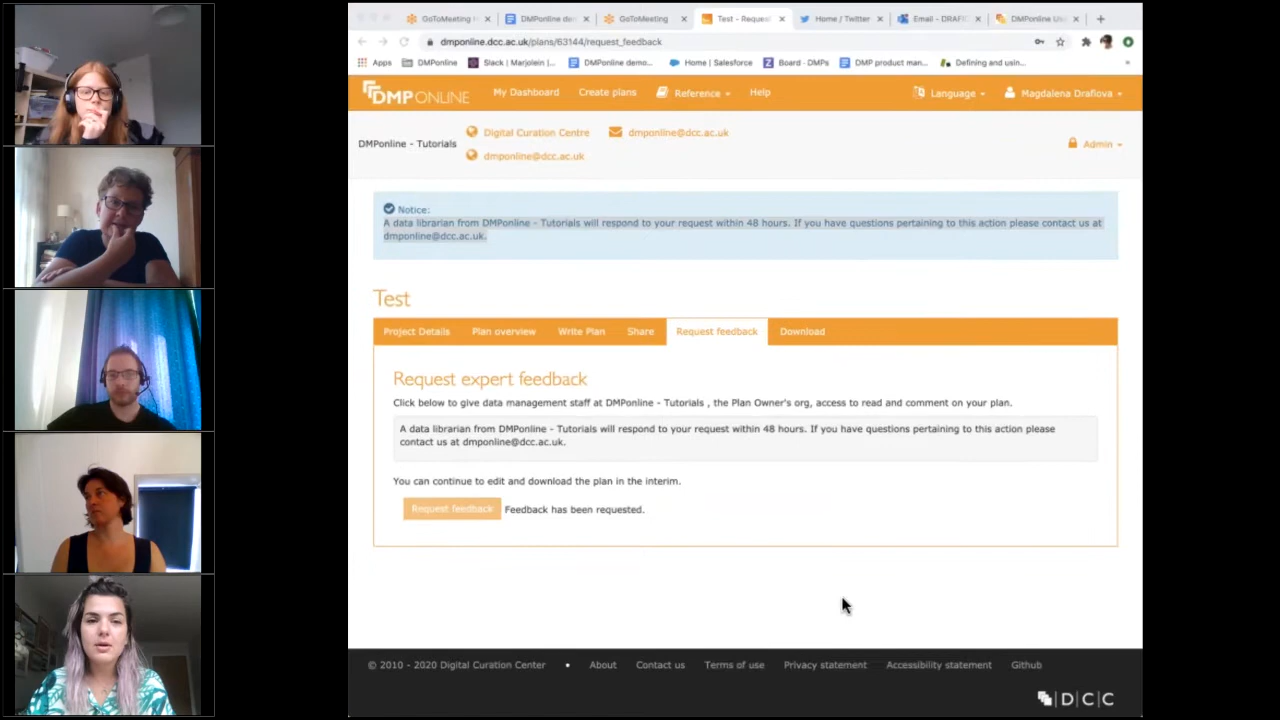 GoToMeeting
DMPonline den
GoToMeeting
Test - Reques
Home / Twitter
Email - DRAFI
DMPonline Us
dmponline.dcc.ac.uk/plans/63144/request_feedback
Apps
DMPonline
Slack | Marjolein |...
DMPonline demo...
Home | Salesforce
Board · DMPs
DMP product man...
Defining and usin...
»
DMPONLINE
My Dashboard
Create plans
Reference
Help
Language
Magdalena Drafiova
DMPonline - Tutorials
Digital Curation Centre
dmponline@dcc.ac.uk
dmponline@dcc.ac.uk
Admin
Notice:
A data librarian from DMPonline - Tutorials will respond to your request within 48 hours. If you have questions pertaining to this action please contact us at
dmponline@dcc.ac.uk.
Test
Project Details
Plan overview
Write Plan
Share
Request feedback
Download
Request expert feedback
Click below to give data management staff at DMPonline - Tutorials , the Plan Owner's org, access to read and comment on your plan.
A data librarian from DMPonline - Tutorials will respond to your request within 48 hours. If you have questions pertaining to this action please
contact us at dmponline@dcc.ac.uk.
You can continue to edit and download the plan in the interim.
Request feedback
Feedback has been requested.
© 2010 - 2020 Digital Curation Center
•
About
Contact us
Terms of use
Privacy statement
Accessibility statement
Github
|D|C|C